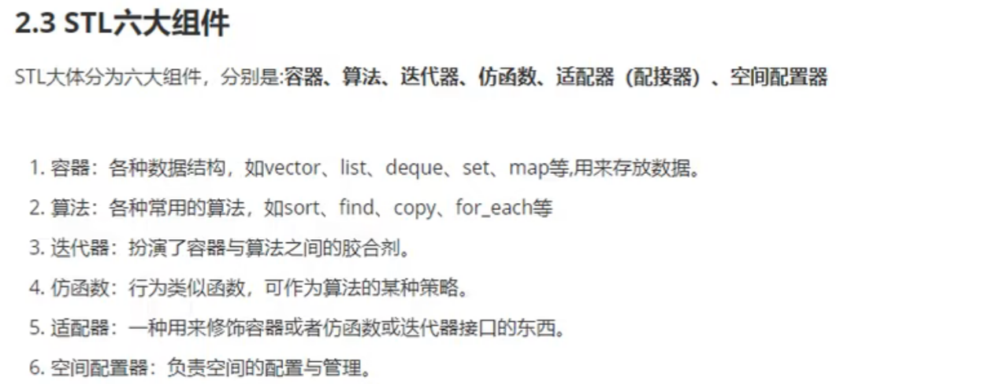 2.3 STL六大组件
STL大体分为六大组件，分别是:容器、算法、迭代器、仿函数、适配器（配接器）、空间配置器
1. 容器：各种数据结构，如vector、list、deque、set、map等,用来存放数据。
2. 算法：各种常用的算法，如sort、find、copy、for_each等
3. 迭代器：扮演了容器与算法之间的胶合剂。
4. 仿函数：行为类似函数，可作为算法的某种策略。
5. 适配器：一种用来修饰容器或者仿函数或迭代器接口的东西。
6. 空间配置器：负责空间的配置与管理。